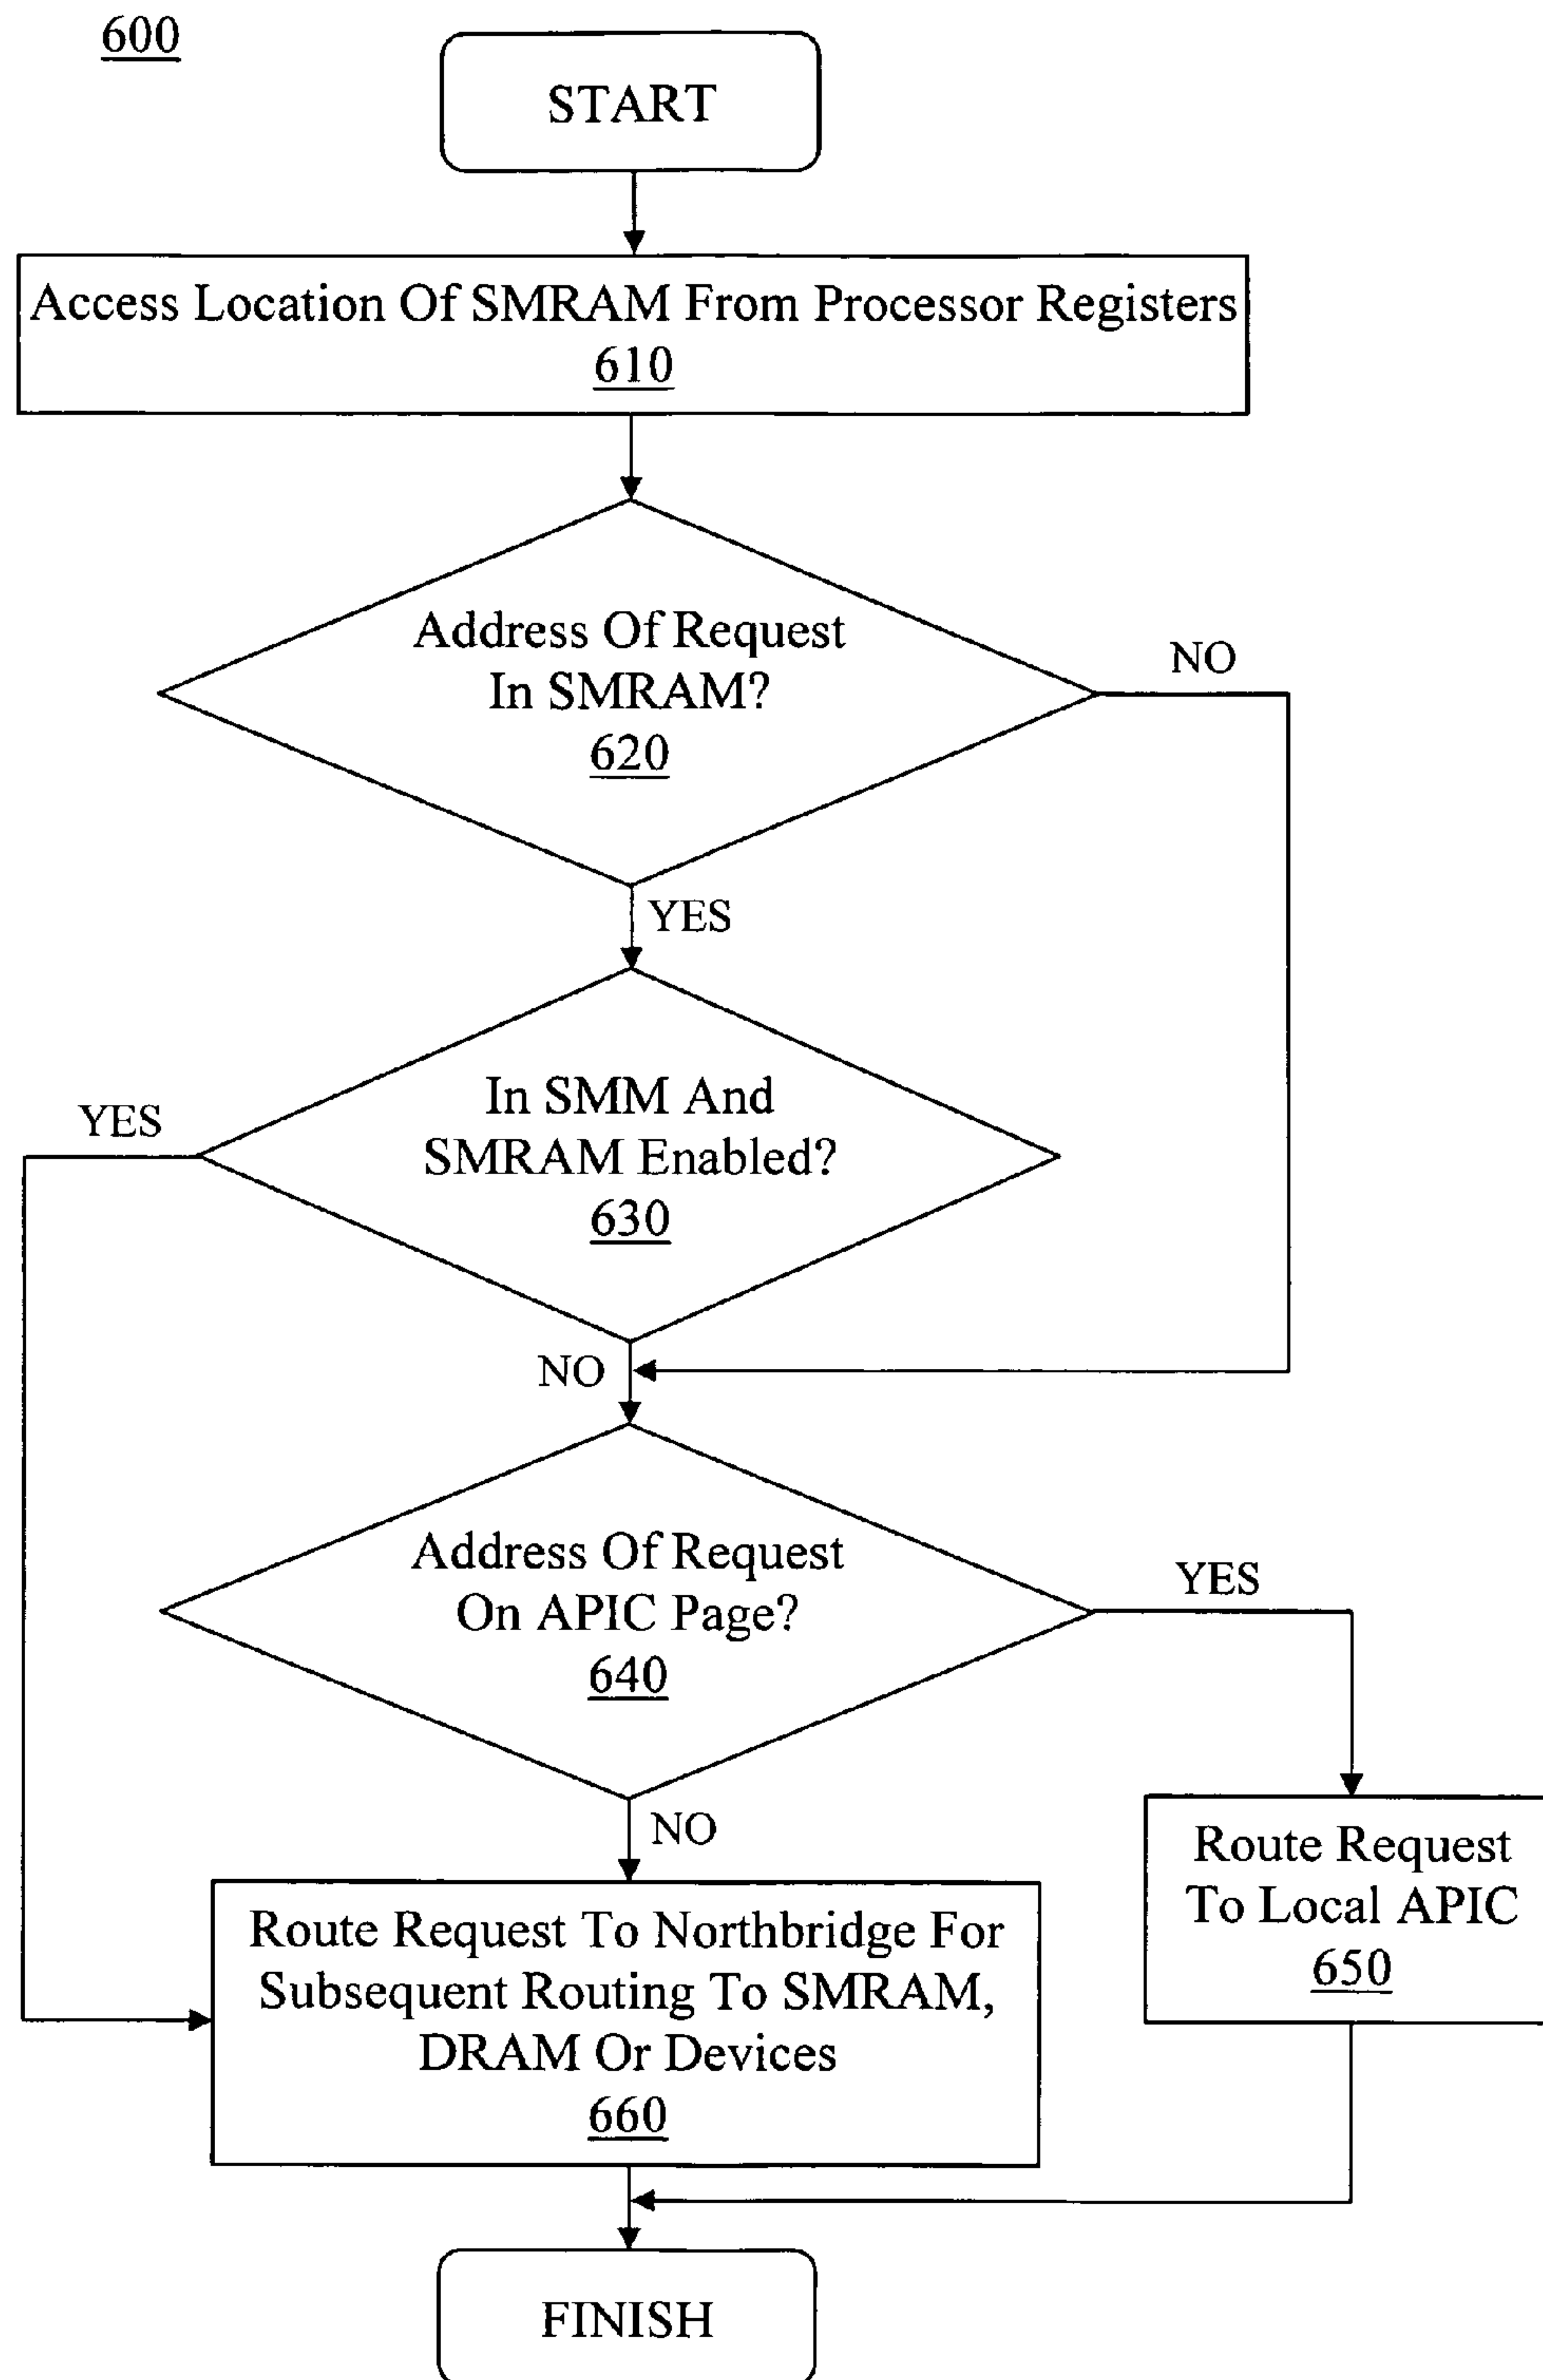 600
START
Access Location Of SMRAM From Processor Registers
610
Address Of Request
In SMRAM?
620
NO
YES
In SMM And
SMRAM Enabled?
630
YES
NO
Address Of Request
On APIC Page?
640
YES
NO
Route Request
To Local APIC
650
Route Request To Northbridge For
Subsequent Routing To SMRAM,
DRAM Or Devices
660
FINISH